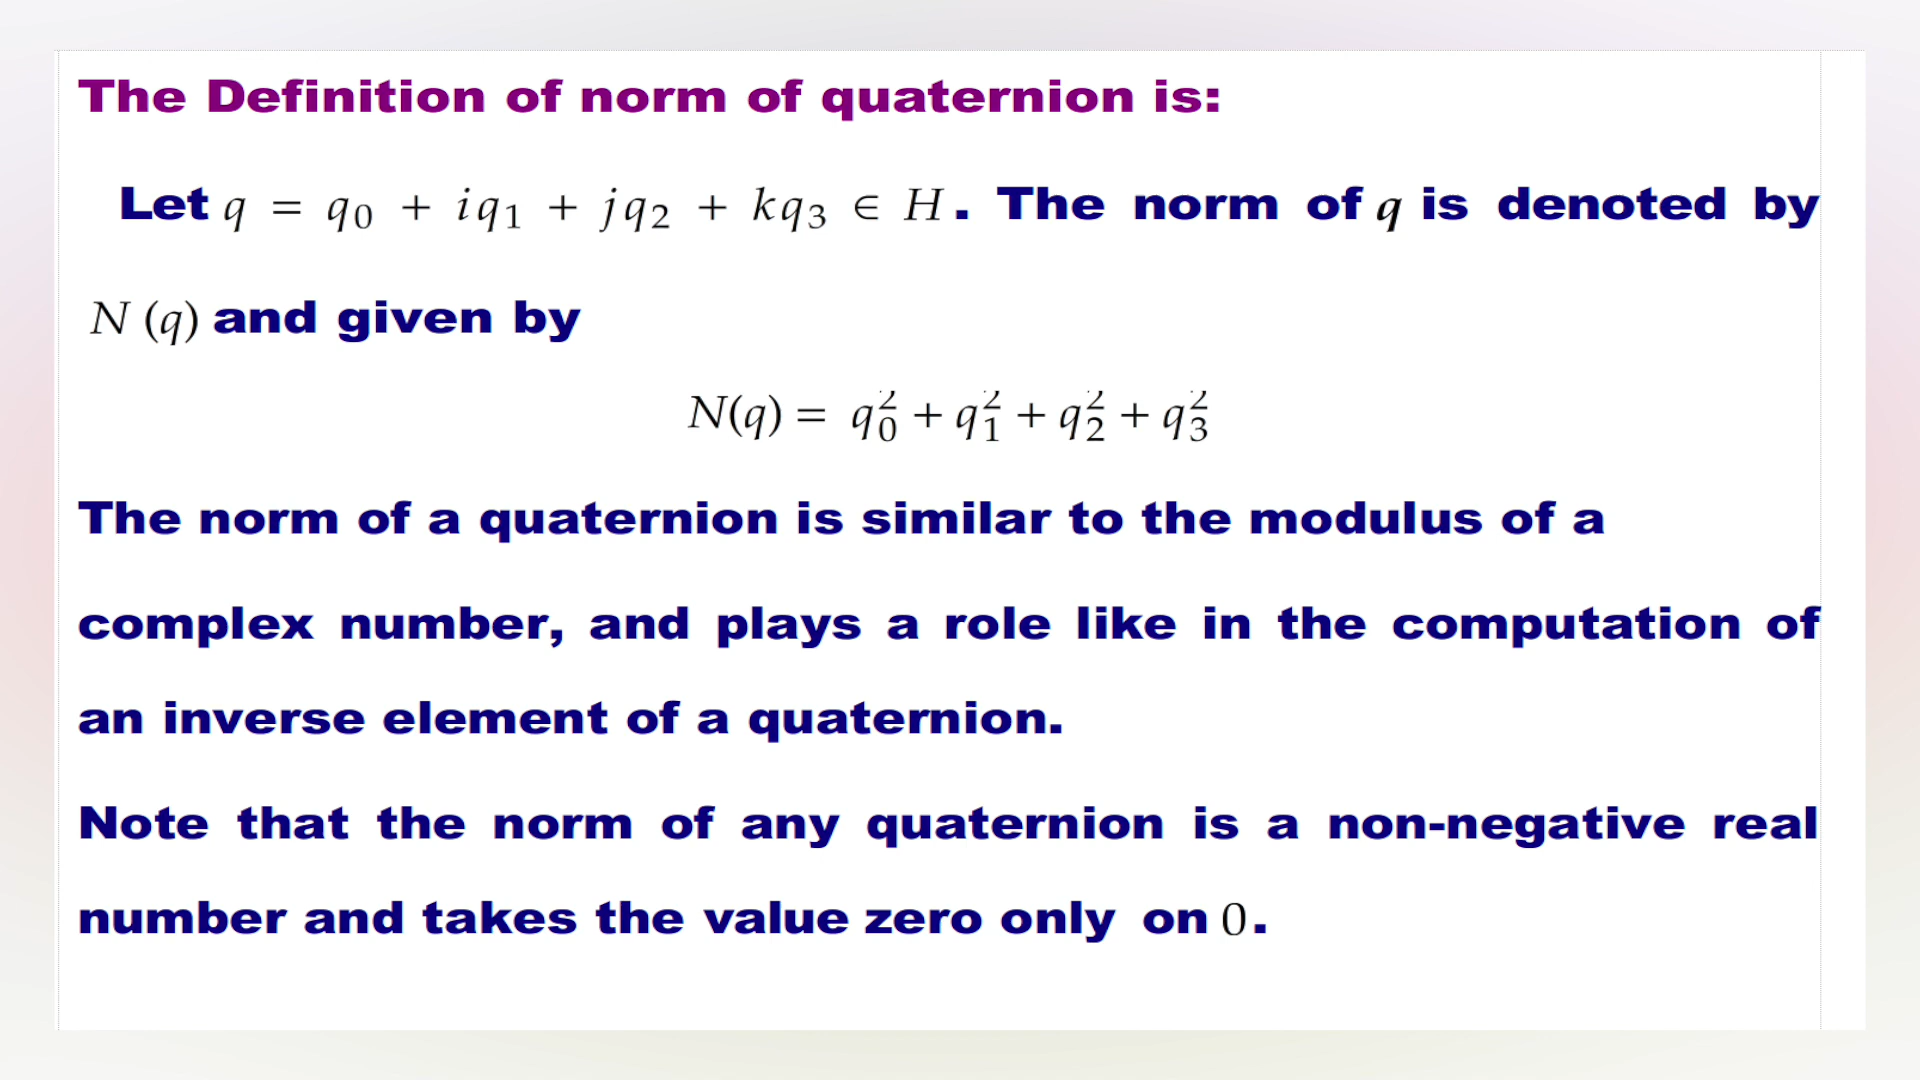 The Definition of norm of quaternion is:
Let q = q₀ + iq₁ + jq₂ + kq₃ ∈ H. The norm of q is denoted by
N (q) and given by
N(q) = q₀² + q₁² + q₂² + q₃²
The norm of a quaternion is similar to the modulus of a
complex number, and plays a role like in the computation of
an inverse element of a quaternion.
Note that the norm of any quaternion is a non-negative real
number and takes the value zero only on 0.